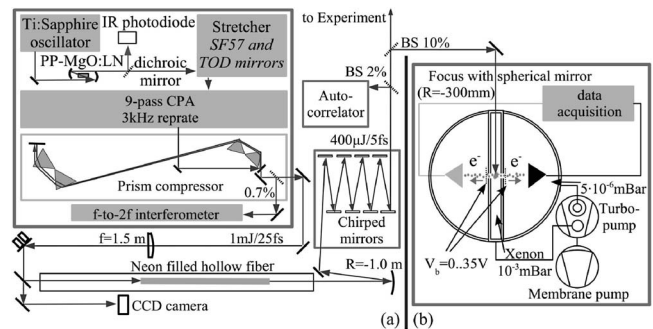 Ti:Sapphire
oscillator
IR photodiode
PP-MgO:LN
dichroic
mirror
Stretcher
SF57 and
TOD mirrors
9-pass CPA
3kHz reprate
Prism compressor
0.7%
f-to-2f interferometer
f=1.5 m
1mJ/25fs
Neon filled hollow fiber
CCD camera
to Experiment
BS 10%
BS 2%
Auto-
correlator
400µJ/5fs
Chirped
mirrors
R=-1.0 m
(a)
(b)
Focus with spherical mirror
(R=-300mm)
data
acquisition
e-
e-
5·10-6mBar
Turbo-
pump
Xenon
10-3mBar
Vb=0..35V
Membrane pump